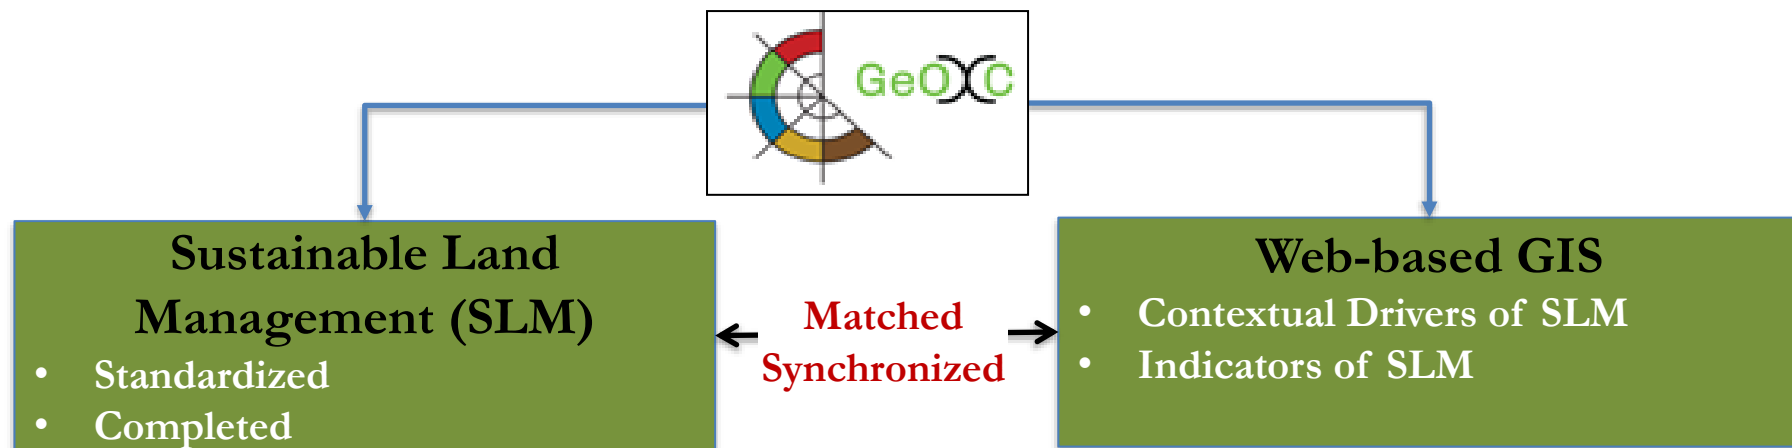 GeOC
Sustainable Land
Management (SLM)
• Standardized
• Completed
Matched
Synchronized
Web-based GIS
• Contextual Drivers of SLM
• Indicators of SLM